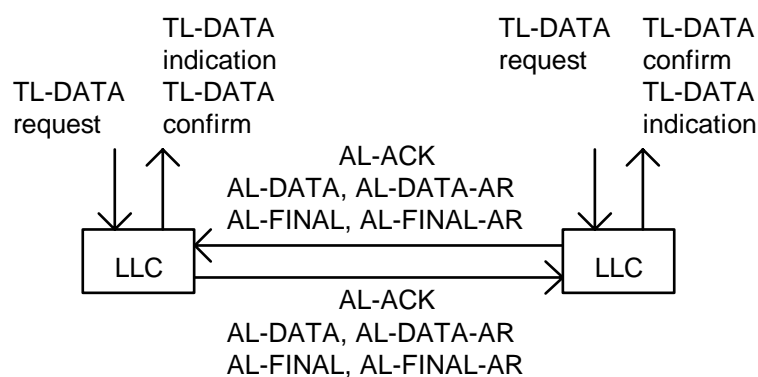 TL-DATA
indication
TL-DATA
confirm
TL-DATA
request
TL-DATA
request
TL-DATA
confirm
TL-DATA
indication
AL-ACK
AL-DATA, AL-DATA-AR
AL-FINAL, AL-FINAL-AR
LLC
LLC
AL-ACK
AL-DATA, AL-DATA-AR
AL-FINAL, AL-FINAL-AR